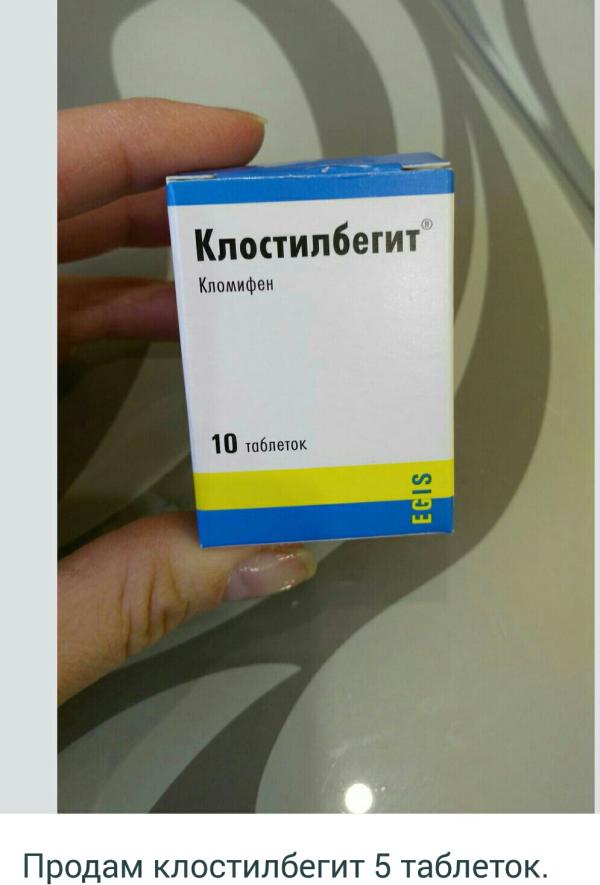 Клостилбегит®
Кломифен
10 таблеток
EGIS
Продам клостилбегит 5 таблеток.